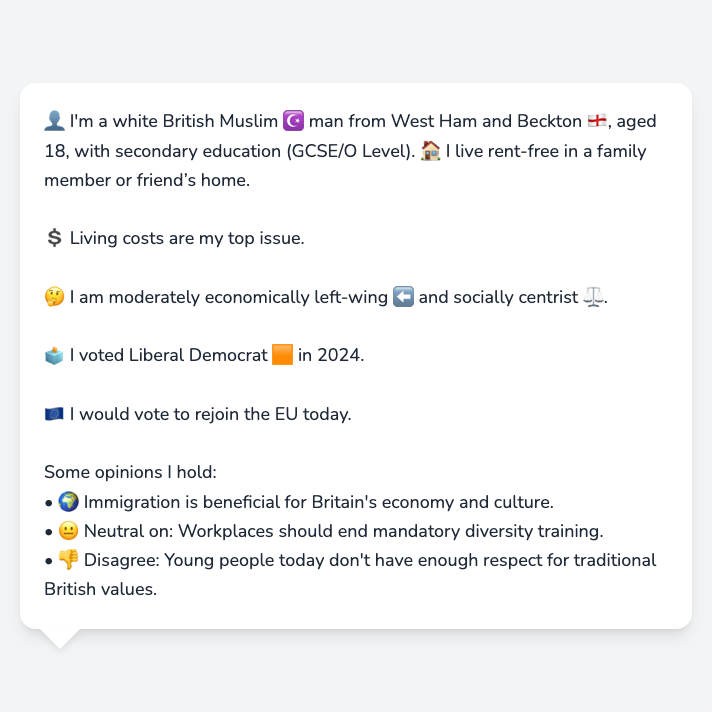 👤 I'm a white British Muslim ☪️ man from West Ham and Beckton 🏴󠁧󠁢󠁥󠁮󠁧󠁿, aged
18, with secondary education (GCSE/O Level). 🏠 I live rent-free in a family
member or friend’s home.
💲 Living costs are my top issue.
🤔 I am moderately economically left-wing ⬅️ and socially centrist ⚖️.
🗳️ I voted Liberal Democrat 🟧 in 2024.
🇪🇺 I would vote to rejoin the EU today.
Some opinions I hold:
• 🌍 Immigration is beneficial for Britain's economy and culture.
• 😐 Neutral on: Workplaces should end mandatory diversity training.
• 👎 Disagree: Young people today don't have enough respect for traditional
British values.